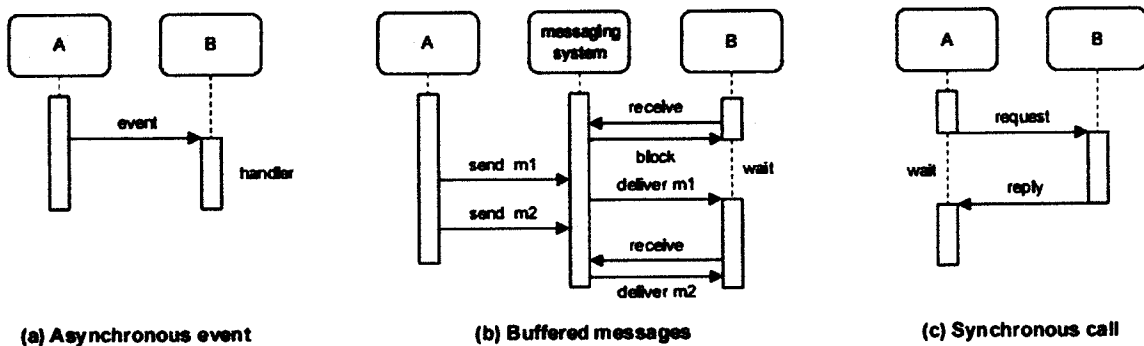 A
B
event
handler
(a) Asynchronous event
A
messaging
system
B
receive
block
send m1
wait
deliver m1
send m2
receive
deliver m2
(b) Buffered messages
A
B
request
wait
reply
(c) Synchronous call